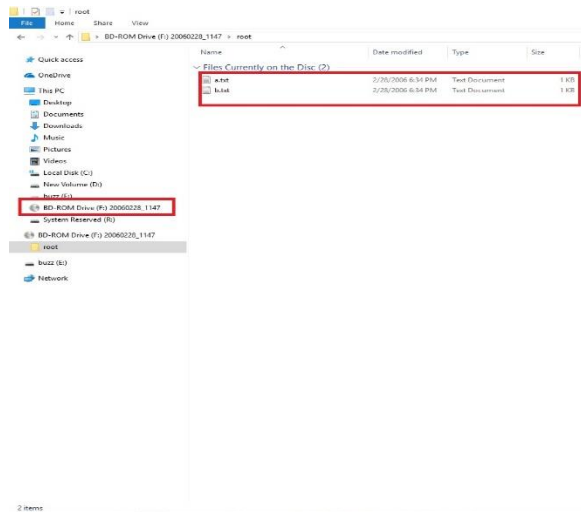 root
File Home Share View
BD-ROM Drive (F:) 20060228_1147 root
Name Date modified Type Size
Files Currently on the Disc (2)
a.txt 2/28/2006 6:34 PM Text Document 1 KB
b.txt 2/28/2006 6:34 PM Text Document 1 KB
Quick access
OneDrive
This PC
Desktop
Documents
Downloads
Music
Pictures
Videos
Local Disk (C:)
New Volume (D:)
buzz (E:)
BD-ROM Drive (F:) 20060228_1147
System Reserved (R:)
BD-ROM Drive (F:) 20060228_1147
root
buzz (E:)
Network
2 items